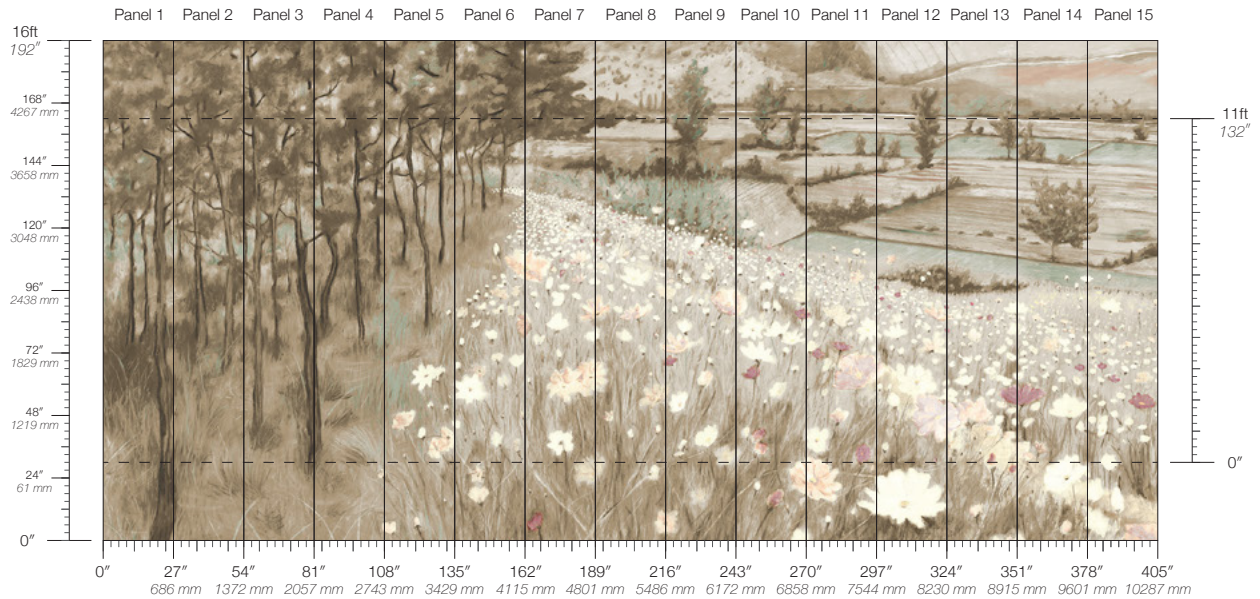 Panel 1 Panel 2 Panel 3 Panel 4 Panel 5 Panel 6 Panel 7 Panel 8 Panel 9 Panel 10 Panel 11 Panel 12 Panel 13 Panel 14 Panel 15
16ft
192″
168″
4267 mm
11ft
132″
144″
3658 mm
120″
3048 mm
96″
2438 mm
72″
1829 mm
48″
1219 mm
0″
24″
61 mm
0″
0″ 27″ 54″ 81″ 108″ 135″ 162″ 189″ 216″ 243″ 270″ 297″ 324″ 351″ 378″ 405″
686 mm 1372 mm 2057 mm 2743 mm 3429 mm 4115 mm 4801 mm 5486 mm 6172 mm 6858 mm 7544 mm 8230 mm 8915 mm 9601 mm 10287 mm